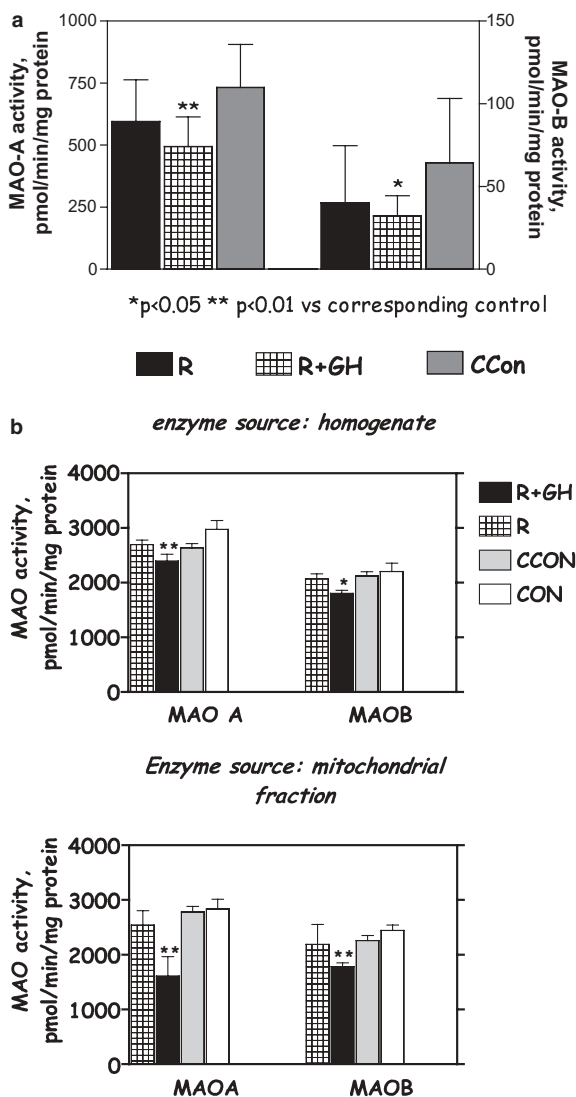 a
MAO-A activity,
pmol/min/mg protein
1000
750
500
250
0
**
*
150
100
50
0
MAO-B activity,
pmol/min/mg protein
*p<0.05 ** p<0.01 vs corresponding control
R
R+GH
CCon
b
enzyme source: homogenate
MAO activity,
pmol/min/mg protein
4000
3000
2000
1000
0
**
*
MAO A
MAOB
R+GH
R
CCON
CON
Enzyme source: mitochondrial
fraction
MAO activity,
pmol/min/mg protein
4000
3000
2000
1000
0
**
**
MAOA
MAOB